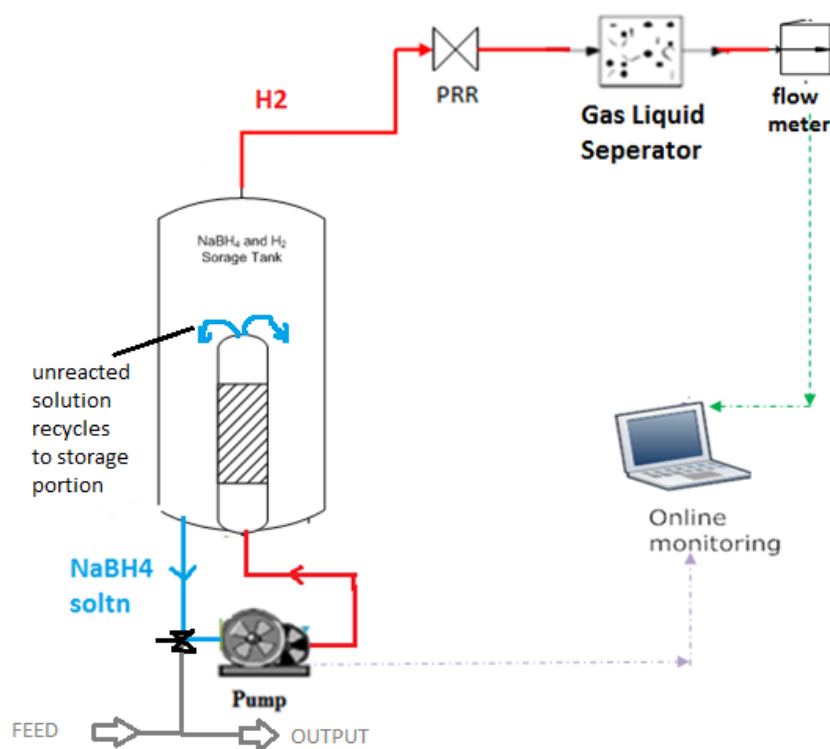 H2
PRR
Gas Liquid
Seperator
flow
meter
NaBH₄ and H₂
Sorage Tank
unreacted
solution
recycles
to storage
portion
Online
monitoring
NaBH4
soltn
Pump
FEED
OUTPUT